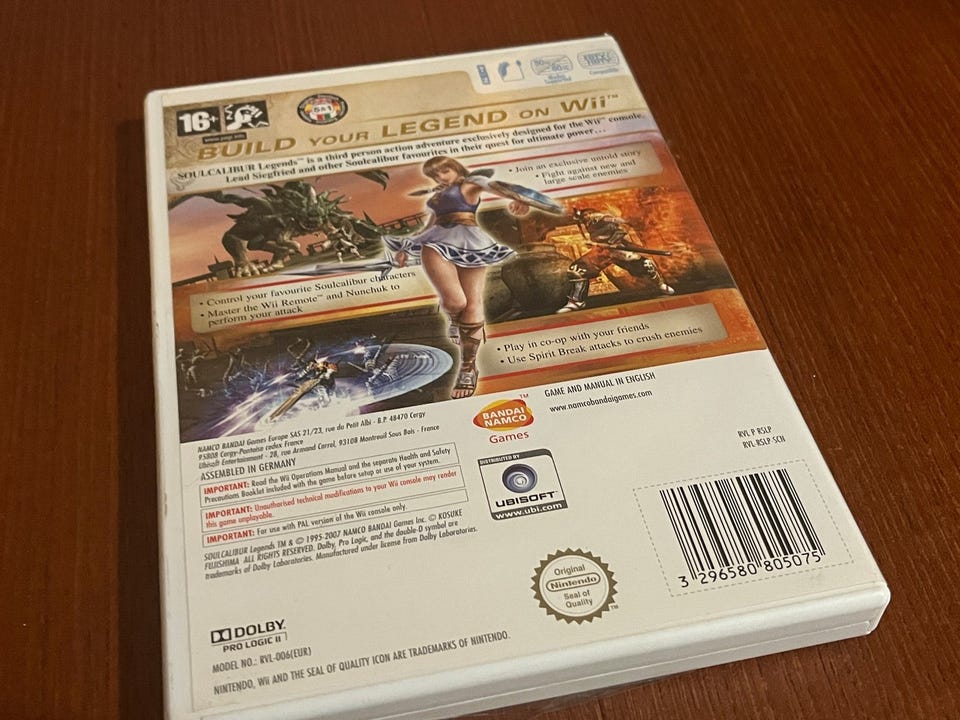 16+
www.pegi.info
5&1
50Hz
60Hz
Modes
Supported
HDTV
Compatible
BUILD YOUR LEGEND ON Wii™
SOULCALIBUR Legends™ is a third person action adventure exclusively designed for the Wii™ console.
Lead Siegfried and other Soulcalibur favourites in their quest for ultimate power...
• Join an exclusive untold story
• Fight against new and
large scale enemies
• Control your favourite Soulcalibur characters
• Master the Wii Remote™ and Nunchuk to
perform your attack
• Play in co-op with your friends
• Use Spirit Break attacks to crush enemies
GAME AND MANUAL IN ENGLISH
www.namcobandaigames.com
BANDAI
NAMCO
Games
™
RVL P RSLP
RVL-RSLP-SCN
NAMCO BANDAI Games Europe SAS 21/23, rue du Petit Albi - B.P. 48470 Cergy
95808 Cergy-Pontoise cedex France
Ubisoft Entertainment - 28, rue Armand Carrel, 93108 Montreuil Sous Bois - France
ASSEMBLED IN GERMANY
IMPORTANT: Read the Wii Operations Manual and the separate Health and Safety
Precautions Booklet included with the game before setup or use of your system.
IMPORTANT: Unauthorised technical modifications to your Wii console may render
this game unplayable.
IMPORTANT: For use with PAL version of the Wii console only.
SOULCALIBUR Legends TM & © 1995-2007 NAMCO BANDAI Games Inc. © KOSUKE
FUJISHIMA ALL RIGHTS RESERVED. Dolby, Pro Logic, and the double-D symbol are
trademarks of Dolby Laboratories. Manufactured under license from Dolby Laboratories.
DISTRIBUTED BY
UBISOFT
www.ubi.com
Original
Nintendo
Seal of
Quality
™
3 296580 805075
DOLBY
PRO LOGIC II
MODEL NO.: RVL-006(EUR)
NINTENDO, Wii AND THE SEAL OF QUALITY ICON ARE TRADEMARKS OF NINTENDO.